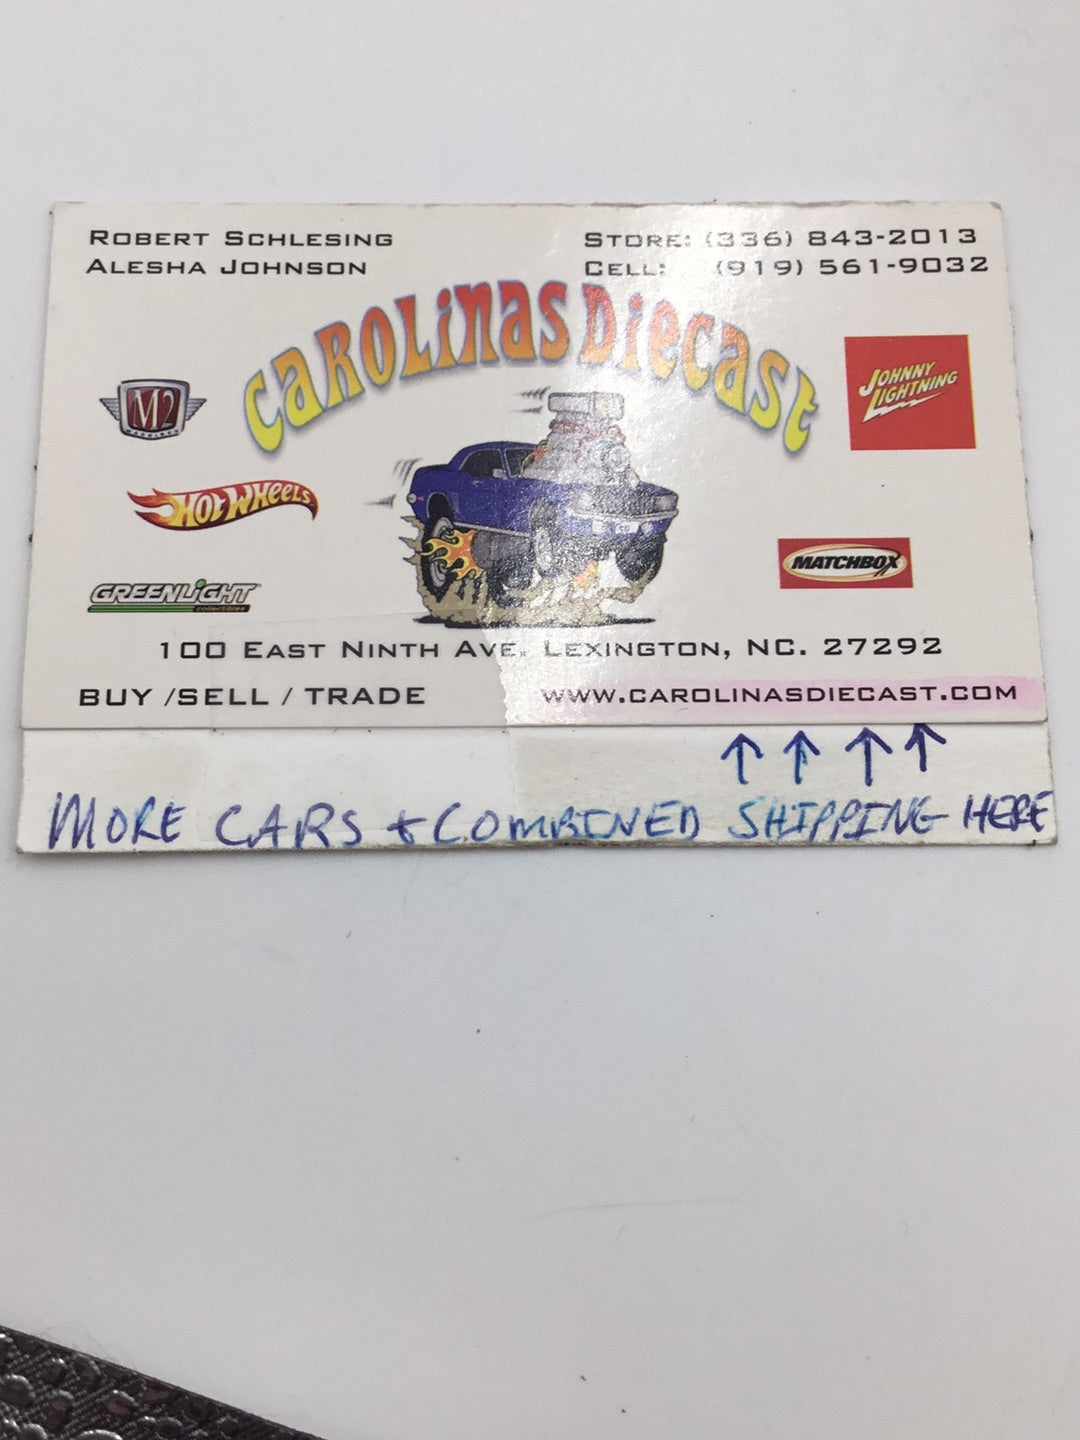 ROBERT SCHLESING
ALESHA JOHNSON
STORE: (336) 843-2013
CELL: (919) 561-9032
CAROLINAS DIECAST
M2
MACHINES
JOHNNY
LIGHTNING
HOT WHEELS
MATCHBOX
GREENLIGHT
collectibles
100 EAST NINTH AVE. LEXINGTON, NC. 27292
BUY /SELL / TRADE
WWW.CAROLINASDIECAST.COM
MORE CARS + COMBINED SHIPPING HERE